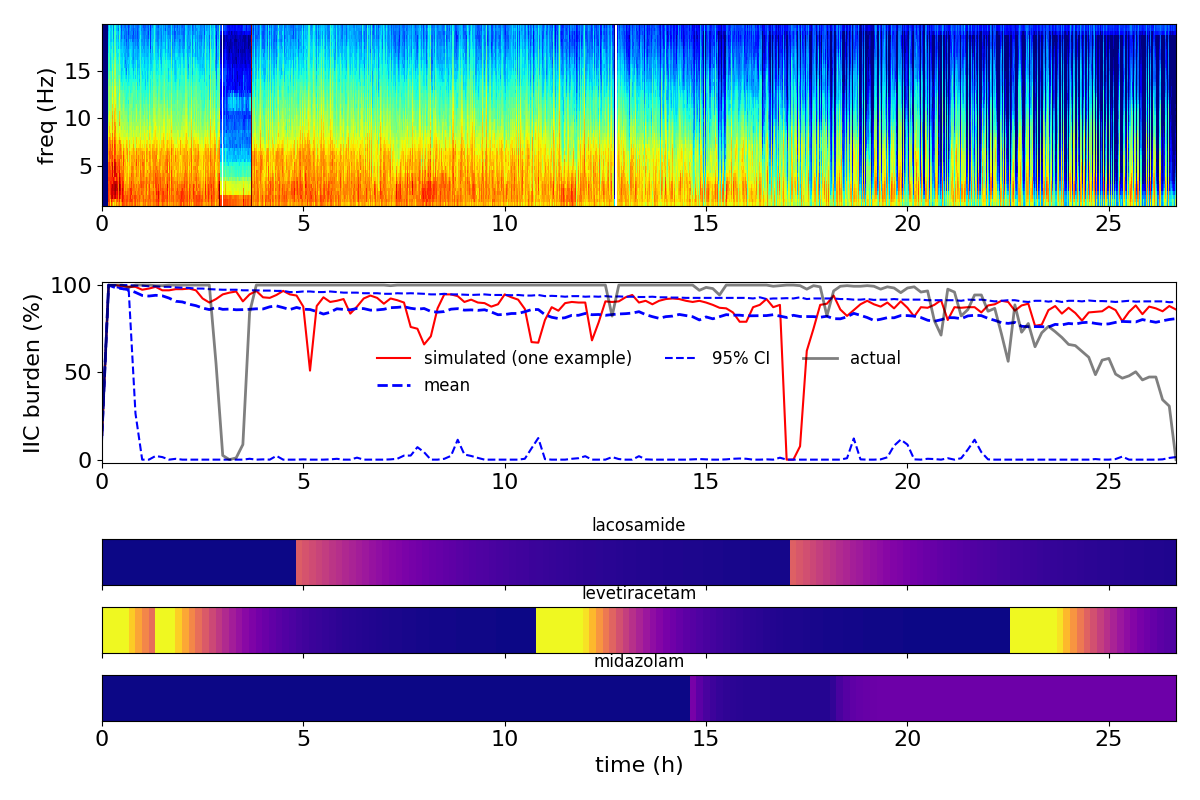 freq (Hz)
15
10
5
0 5 10 15 20 25
IIC burden (%)
100
50
0
simulated (one example) 95% CI actual
mean
0 5 10 15 20 25
lacosamide
levetiracetam
midazolam
0 5 10 15 20 25
time (h)